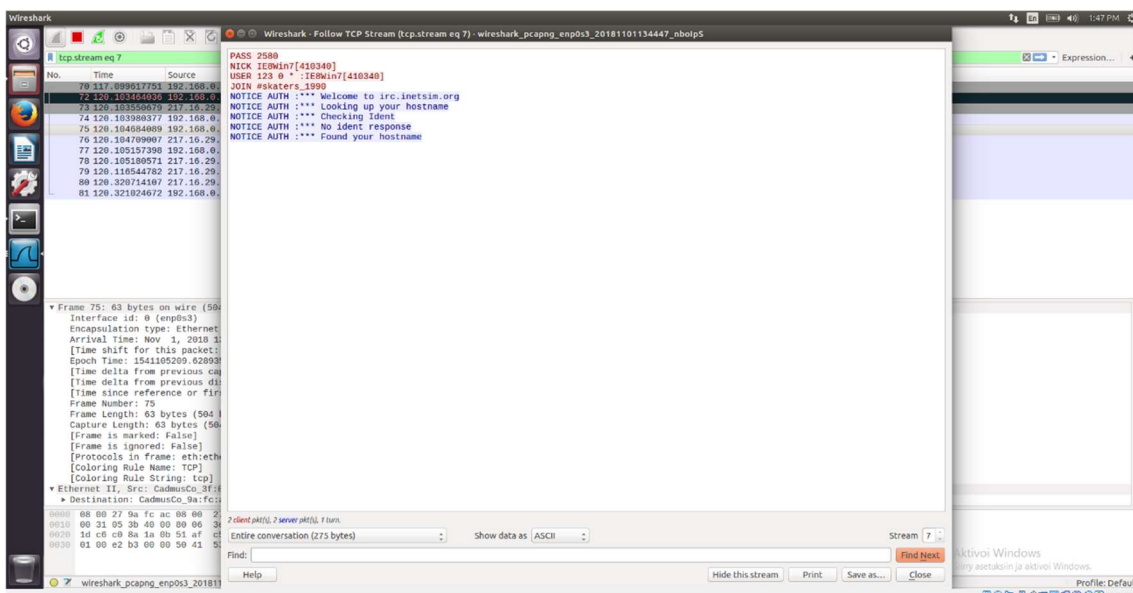 Wireshark
En
1:47 PM
Wireshark · Follow TCP Stream (tcp.stream eq 7) · wireshark_pcapng_enp0s3_20181101134447_nbolpS
tcp.stream eq 7
Expression...
No. Time Source
70 117.099617751 192.168.0.
72 120.103464036 192.168.0.
73 120.103550679 217.16.29.
74 120.103980377 192.168.0.
75 120.104684089 192.168.0.
76 120.104709007 217.16.29.
77 120.105157398 192.168.0.
78 120.105180571 217.16.29.
79 120.116544782 217.16.29.
80 120.320714107 217.16.29.
81 120.321024672 192.168.0.
PASS 2580
NICK IE8Win7[410340]
USER 123 0 * :IE8Win7[410340]
JOIN #skaters_1990
NOTICE AUTH :*** Welcome to irc.inetsim.org
NOTICE AUTH :*** Looking up your hostname
NOTICE AUTH :*** Checking Ident
NOTICE AUTH :*** No ident response
NOTICE AUTH :*** Found your hostname
Frame 75: 63 bytes on wire (504
Interface id: 0 (enp0s3)
Encapsulation type: Ethernet
Arrival Time: Nov 1, 2018 1
[Time shift for this packet:
Epoch Time: 1541105209.62893
[Time delta from previous ca
[Time delta from previous di
[Time since reference or fir
Frame Number: 75
Frame Length: 63 bytes (504
Capture Length: 63 bytes (50
[Frame is marked: False]
[Frame is ignored: False]
[Protocols in frame: eth:eth
[Coloring Rule Name: TCP]
[Coloring Rule String: tcp]
Ethernet II, Src: CadmusCo_3f:
Destination: CadmusCo_9a:fc:
0000 08 00 27 9a fc ac 08 00 2
0010 00 31 05 3b 40 00 80 06 3
0020 1d c6 c0 8a 1a 0b 51 af c
0030 01 00 e2 b3 00 00 50 41 5
2 client pkt(s), 2 server pkt(s), 1 turn.
Entire conversation (275 bytes)
Show data as ASCII
Stream 7
Find:
Find Next
Help
Hide this stream
Print
Save as...
Close
Aktivoi Windows
asetuksiin ja aktivoi Windows.
wireshark_pcapng_enp0s3_20181
Profile: Defau